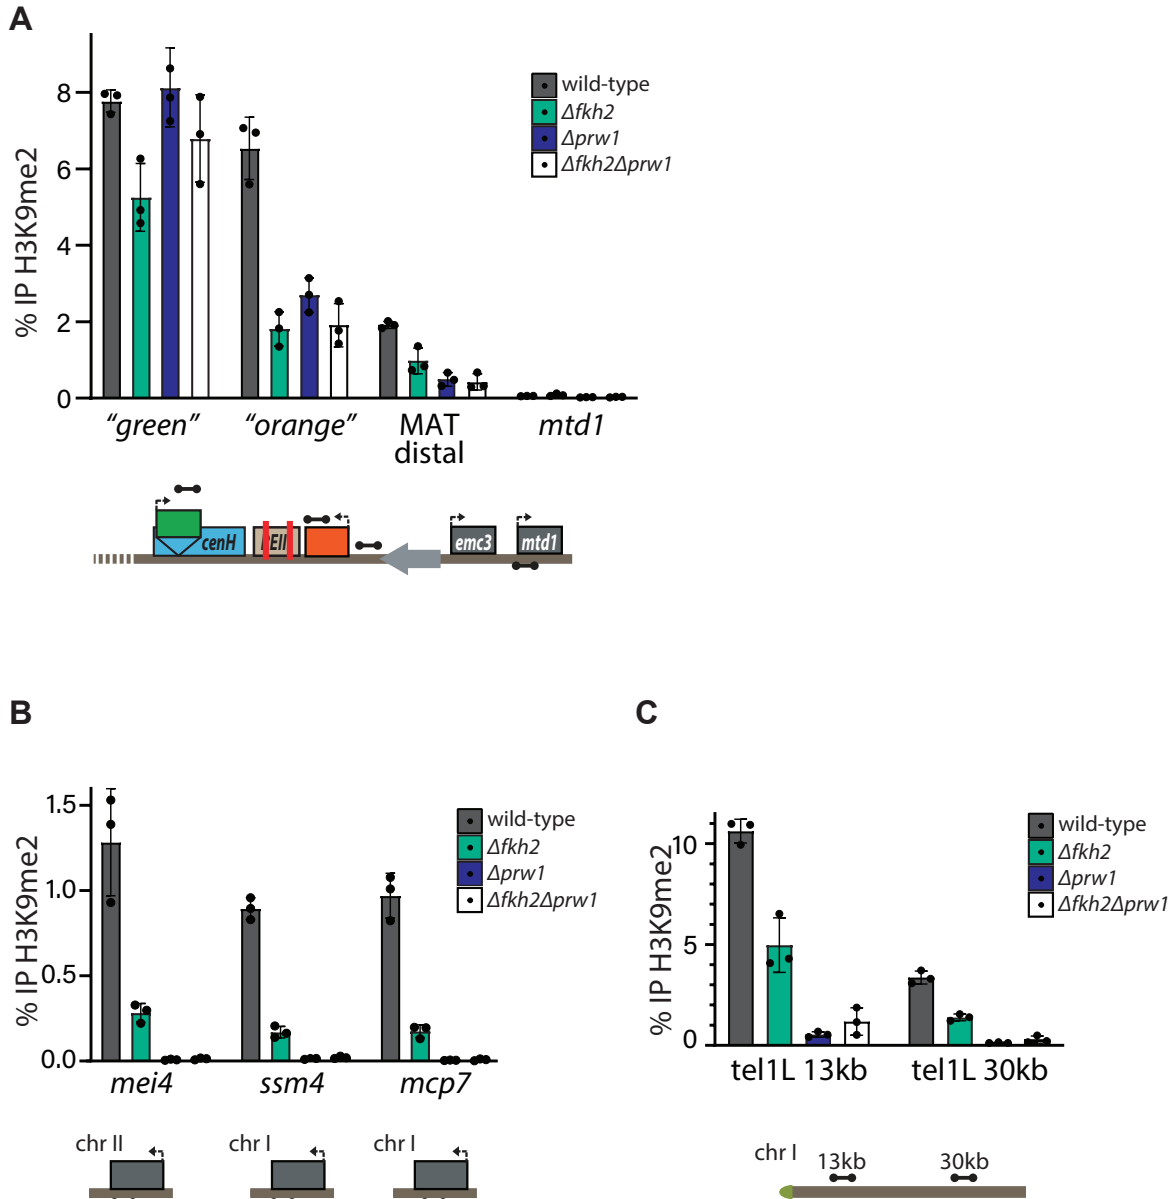 A
% IP H3K9me2
8
6
4
2
0
wild-type
Δfkh2
Δprw1
Δfkh2Δprw1
"green"
"orange"
MAT
distal
mtd1
cenH
REII
emc3
mtd1
B
% IP H3K9me2
1.5
1.0
0.5
0.0
wild-type
Δfkh2
Δprw1
Δfkh2Δprw1
mei4
ssm4
mcp7
chr II
chr I
chr I
C
% IP H3K9me2
10
5
0
wild-type
Δfkh2
Δprw1
Δfkh2Δprw1
tel1L 13kb
tel1L 30kb
chr I
13kb
30kb